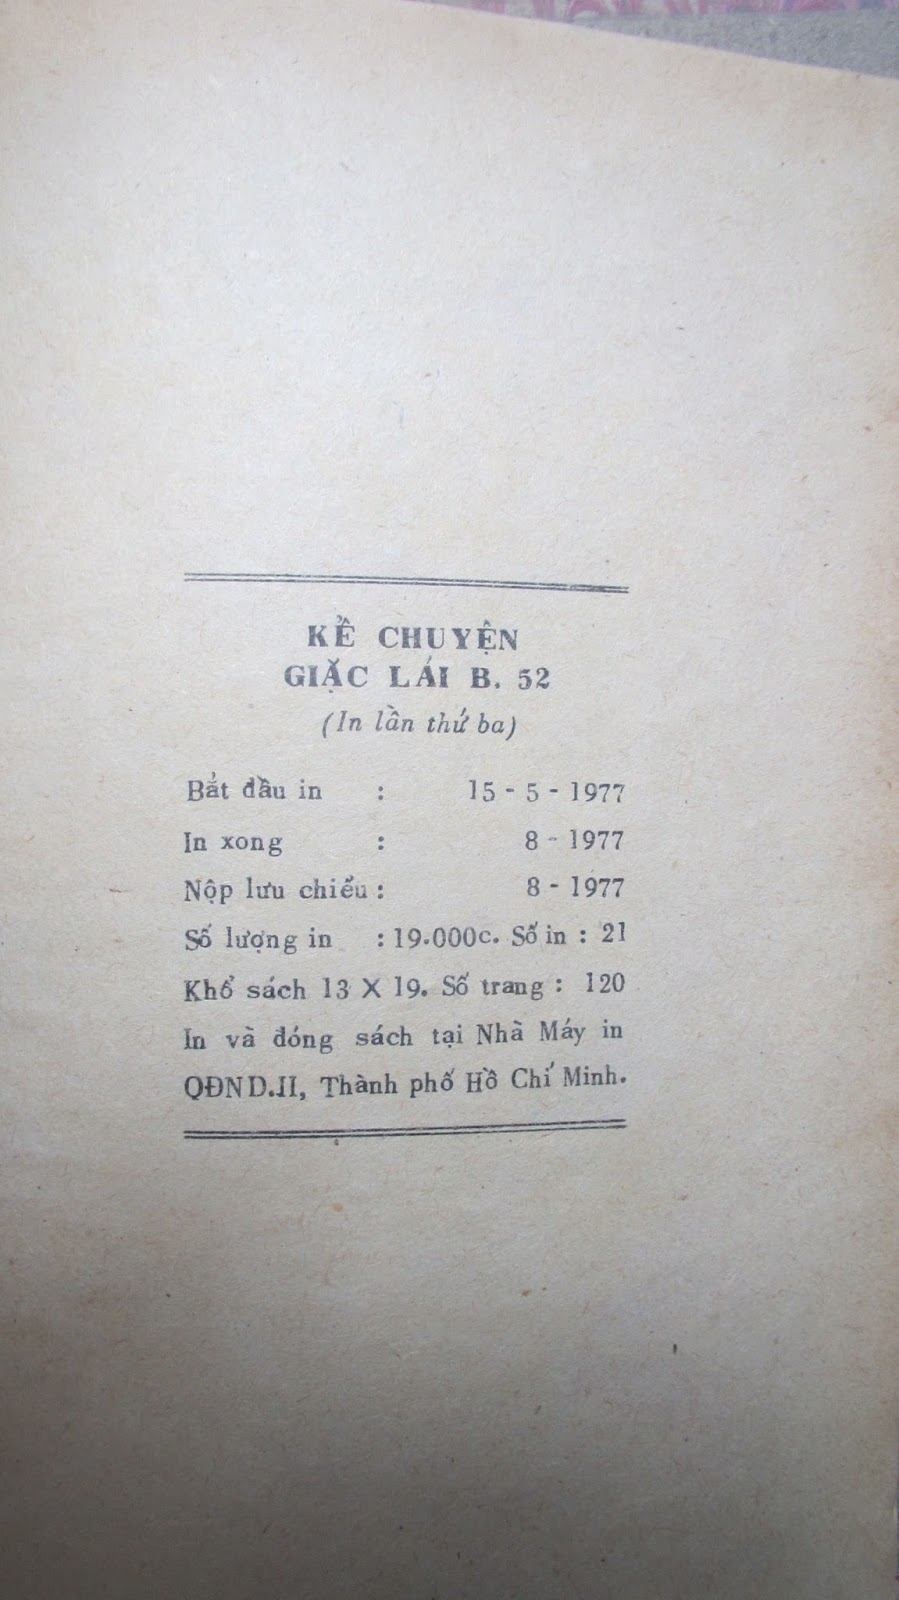 KỂ CHUYỆN
GIẶC LÁI B. 52
(In lần thứ ba)
Bắt đầu in : 15 - 5 - 1977
In xong : 8 - 1977
Nộp lưu chiểu : 8 - 1977
Số lượng in : 19.000c. Số in : 21
Khổ sách 13 X 19. Số trang : 120
In và đóng sách tại Nhà Máy in
QĐND.II, Thành phố Hồ Chí Minh.